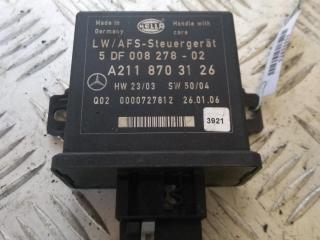 Made in Germany
HELLA
Handle with care
LW/AFS-Steuergerät
5 DF 008 278 - 02
A211 870 31 26
HW 23/03 SW 50/04
Q02 0000727812 26.01.06
3921